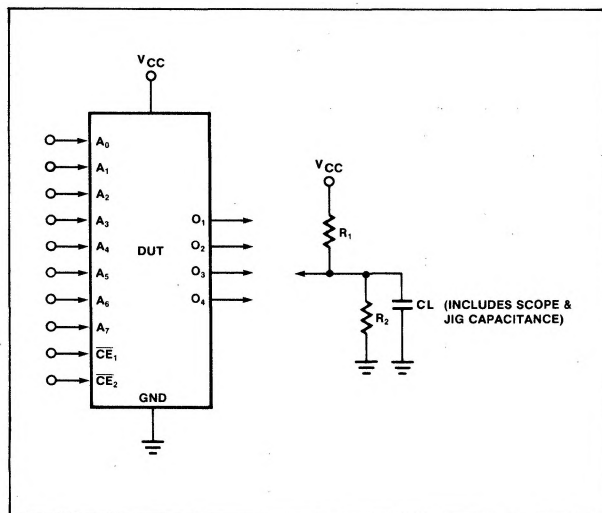 VCC
A0
A1
A2
A3
A4
A5
A6
A7
CE1
CE2
DUT
O1
O2
O3
O4
GND
VCC
R1
R2
CL (INCLUDES SCOPE &
JIG CAPACITANCE)